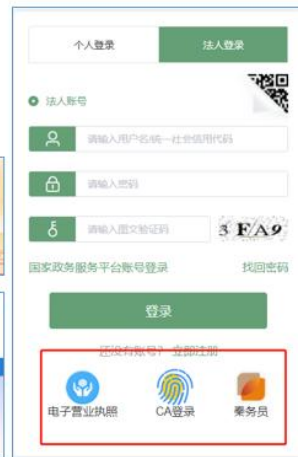 个人登录 法人登录
法人账号
请输入用户名/统一社会信用代码
请输入密码
请输入图文验证码 3 FA9
国家政务服务平台账号登录 找回密码
登录
还没有账号? 立即注册
电子营业执照 CA登录 秦务员